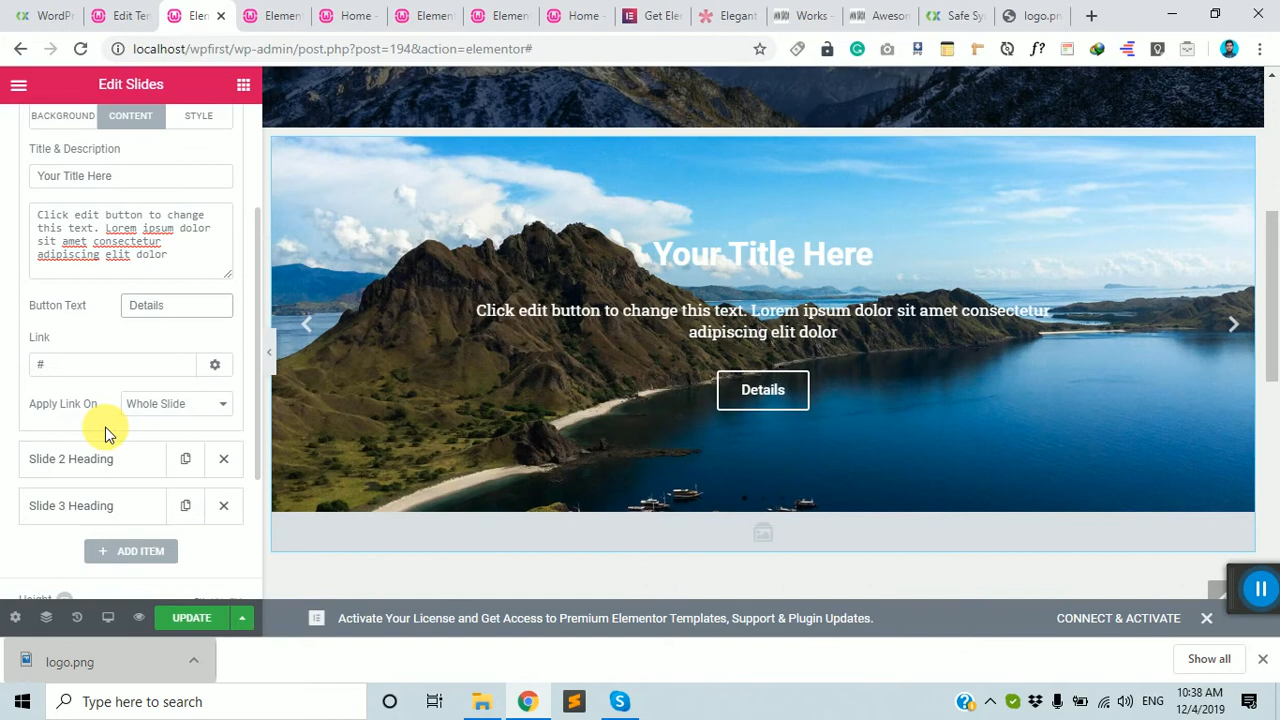 WordPr
Edit Ten
Ele
Elemen
Home -
Elemen
Elemen
Home -
Get Ele
Elegant
Works -
Awesor
Safe Sy
logo.pn
localhost/wpfirst/wp-admin/post.php?post=194&action=elementor#
Edit Slides
BACKGROUND
CONTENT
STYLE
Title & Description
Your Title Here
Click edit button to change
this text. Lorem ipsum dolor
sit amet consectetur
adipiscing elit dolor
Button Text
Details
Link
#
Apply Link On
Whole Slide
Slide 2 Heading
Slide 3 Heading
+ ADD ITEM
Height
UPDATE
Your Title Here
Click edit button to change this text. Lorem ipsum dolor sit amet consectetur
adipiscing elit dolor
Details
Activate Your License and Get Access to Premium Elementor Templates, Support & Plugin Updates.
CONNECT & ACTIVATE
logo.png
Show all
Type here to search
ENG
10:38 AM
12/4/2019